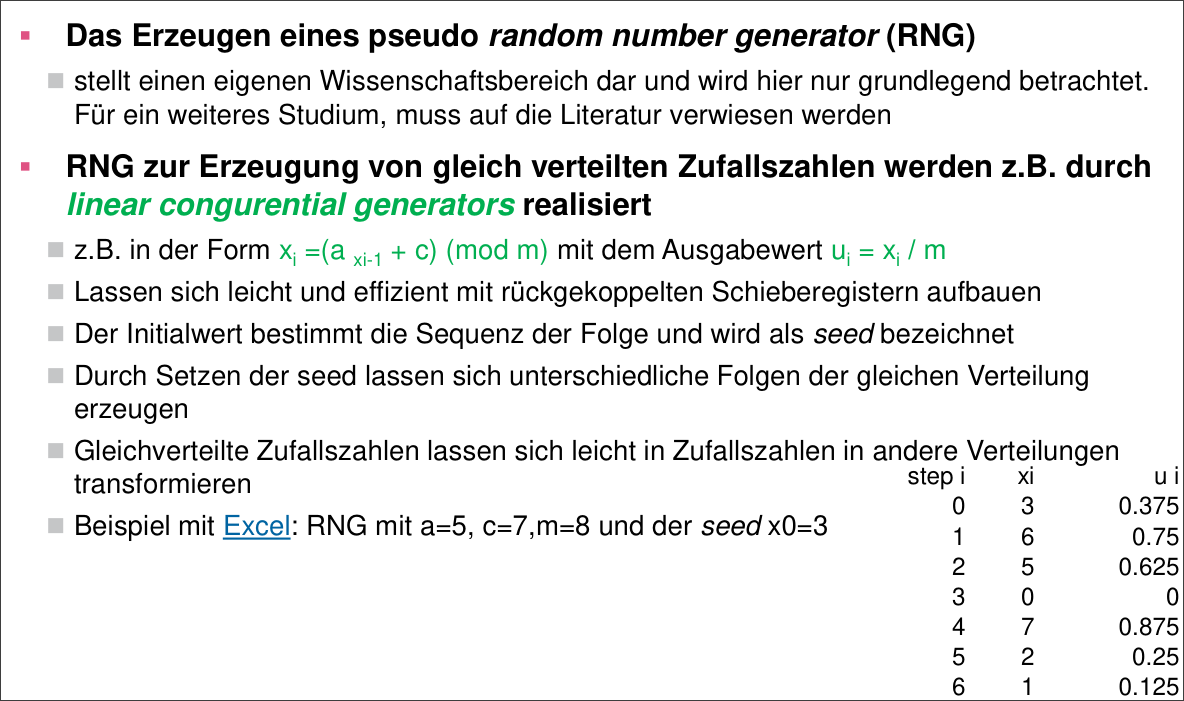 Das Erzeugen eines pseudo random number generator (RNG)
stellt einen eigenen Wissenschaftsbereich dar und wird hier nur grundlegend betrachtet.
Für ein weiteres Studium, muss auf die Literatur verwiesen werden
RNG zur Erzeugung von gleich verteilten Zufallszahlen werden z.B. durch
linear congurential generators realisiert
z.B. in der Form xi =(a xi-1 + c) (mod m) mit dem Ausgabewert ui = xi / m
Lassen sich leicht und effizient mit rückgekoppelten Schieberegistern aufbauen
Der Initialwert bestimmt die Sequenz der Folge und wird als seed bezeichnet
Durch Setzen der seed lassen sich unterschiedliche Folgen der gleichen Verteilung
erzeugen
Gleichverteilte Zufallszahlen lassen sich leicht in Zufallszahlen in andere Verteilungen
transformieren
Beispiel mit Excel: RNG mit a=5, c=7,m=8 und der seed x0=3
step i xi u i
0 3 0.375
1 6 0.75
2 5 0.625
3 0 0
4 7 0.875
5 2 0.25
6 1 0.125